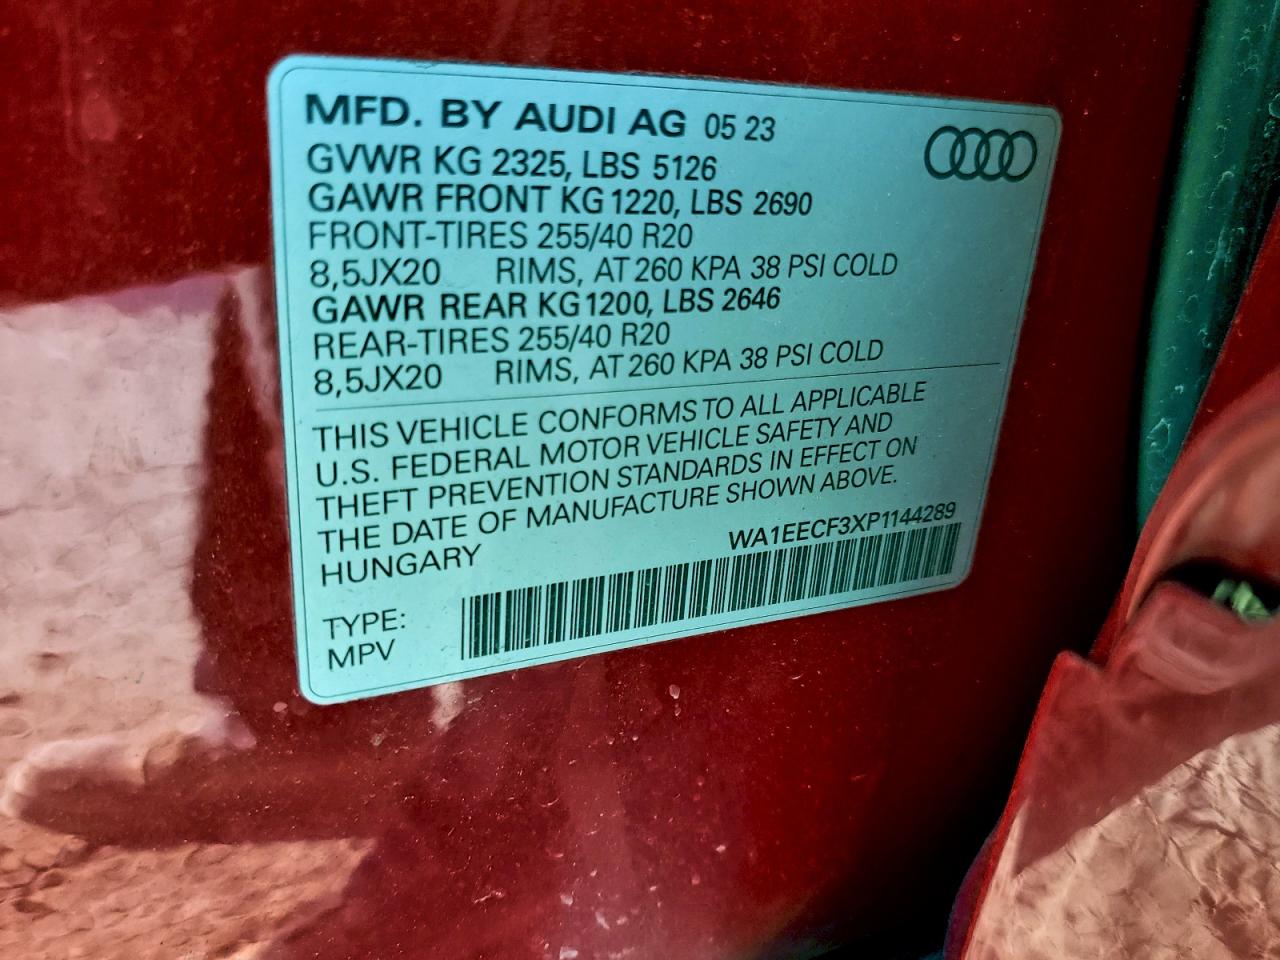 MFD. BY AUDI AG 05 23
GVWR KG 2325, LBS 5126
GAWR FRONT KG 1220, LBS 2690
FRONT-TIRES 255/40 R20
8,5JX20 RIMS, AT 260 KPA 38 PSI COLD
GAWR REAR KG 1200, LBS 2646
REAR-TIRES 255/40 R20
8,5JX20 RIMS, AT 260 KPA 38 PSI COLD
THIS VEHICLE CONFORMS TO ALL APPLICABLE
U.S. FEDERAL MOTOR VEHICLE SAFETY AND
THEFT PREVENTION STANDARDS IN EFFECT ON
THE DATE OF MANUFACTURE SHOWN ABOVE.
HUNGARY WA1EECF3XP1144289
TYPE:
MPV